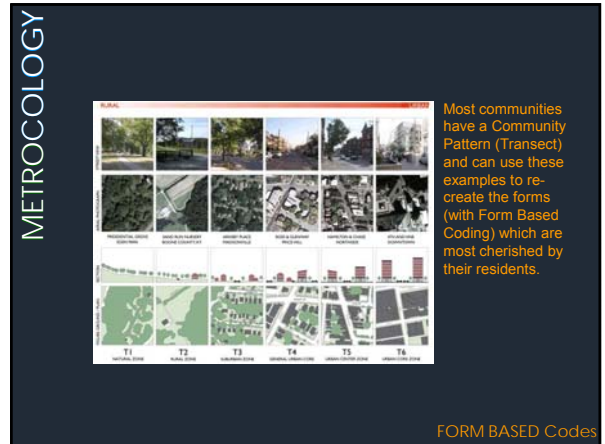 METROCOLOGY
RURAL
URBAN
Most communities
have a Community
Pattern (Transect)
and can use these
examples to re-
create the forms
(with Form Based
Coding) which are
most cherished by
their residents.
SECTION
T1 T2 T3 T4 T5 T6
NATURAL ZONE RURAL ZONE SUBURBAN ZONE GENERAL URBAN ZONE URBAN CENTER ZONE URBAN CORE ZONE
FORM BASED Codes